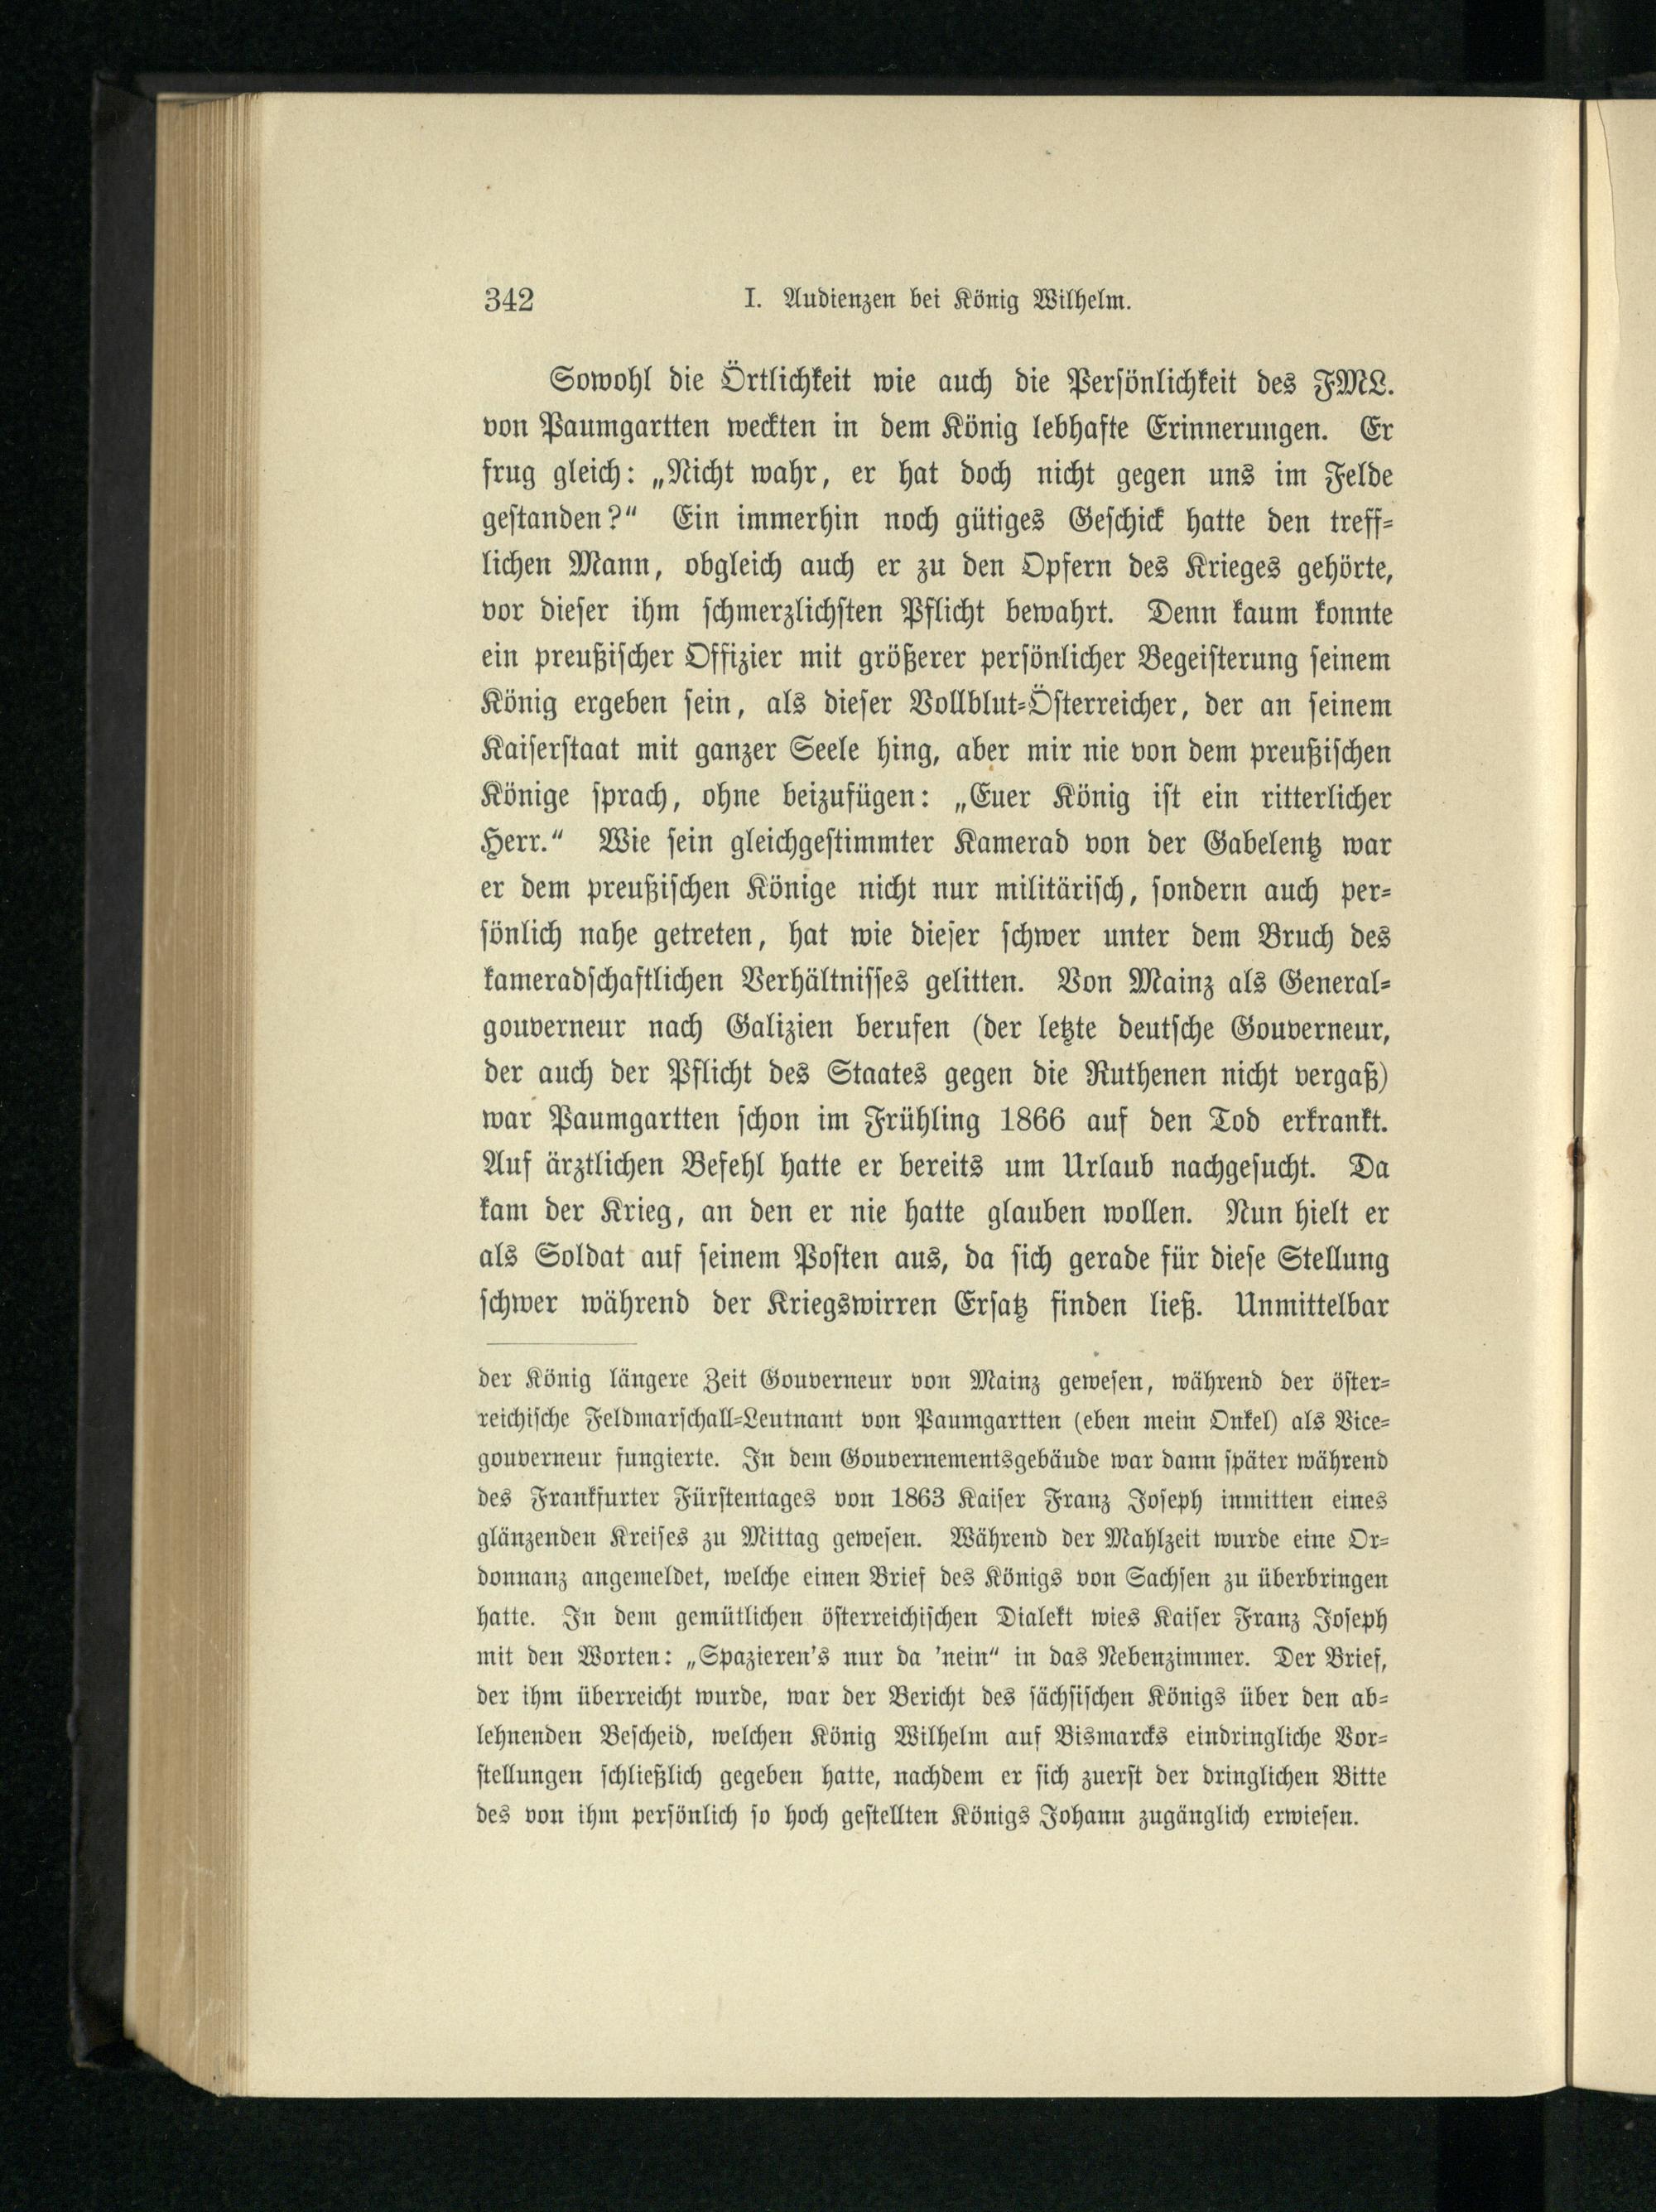 342 I. Audienzen bei König Wilhelm.
Sowohl die Örtlichkeit wie auch die Persönlichkeit des FML.
von Paumgartten weckten in dem König lebhafte Erinnerungen. Er
frug gleich: „Nicht wahr, er hat doch nicht gegen uns im Felde
gestanden?“ Ein immerhin noch gütiges Geschick hatte den treff-
lichen Mann, obgleich auch er zu den Opfern des Krieges gehörte,
vor dieser ihm schmerzlichsten Pflicht bewahrt. Denn kaum konnte
ein preußischer Offizier mit größerer persönlicher Begeisterung seinem
König ergeben sein, als dieser Vollblut-Österreicher, der an seinem
Kaiserstaat mit ganzer Seele hing, aber mir nie von dem preußischen
Könige sprach, ohne beizufügen: „Euer König ist ein ritterlicher
Herr.“ Wie sein gleichgestimmter Kamerad von der Gabelentz war
er dem preußischen Könige nicht nur militärisch, sondern auch per-
sönlich nahe getreten, hat wie dieser schwer unter dem Bruch des
kameradschaftlichen Verhältnisses gelitten. Von Mainz als General-
gouverneur nach Galizien berufen (der letzte deutsche Gouverneur,
der auch der Pflicht des Staates gegen die Ruthenen nicht vergaß)
war Paumgartten schon im Frühling 1866 auf den Tod erkrankt.
Auf ärztlichen Befehl hatte er bereits um Urlaub nachgesucht. Da
kam der Krieg, an den er nie hatte glauben wollen. Nun hielt er
als Soldat auf seinem Posten aus, da sich gerade für diese Stellung
schwer während der Kriegswirren Ersatz finden ließ. Unmittelbar
der König längere Zeit Gouverneur von Mainz gewesen, während der öster-
reichische Feldmarschall-Leutnant von Paumgartten (eben mein Onkel) als Vice-
gouverneur fungierte. In dem Gouvernementsgebäude war dann später während
des Frankfurter Fürstentages von 1863 Kaiser Franz Joseph inmitten eines
glänzenden Kreises zu Mittag gewesen. Während der Mahlzeit wurde eine Or-
donnanz angemeldet, welche einen Brief des Königs von Sachsen zu überbringen
hatte. In dem gemütlichen österreichischen Dialekt wies Kaiser Franz Joseph
mit den Worten: „Spazieren's nur da 'nein“ in das Nebenzimmer. Der Brief,
der ihm überreicht wurde, war der Bericht des sächsischen Königs über den ab-
lehnenden Bescheid, welchen König Wilhelm auf Bismarcks eindringliche Vor-
stellungen schließlich gegeben hatte, nachdem er sich zuerst der dringlichen Bitte
des von ihm persönlich so hoch gestellten Königs Johann zugänglich erwiesen.